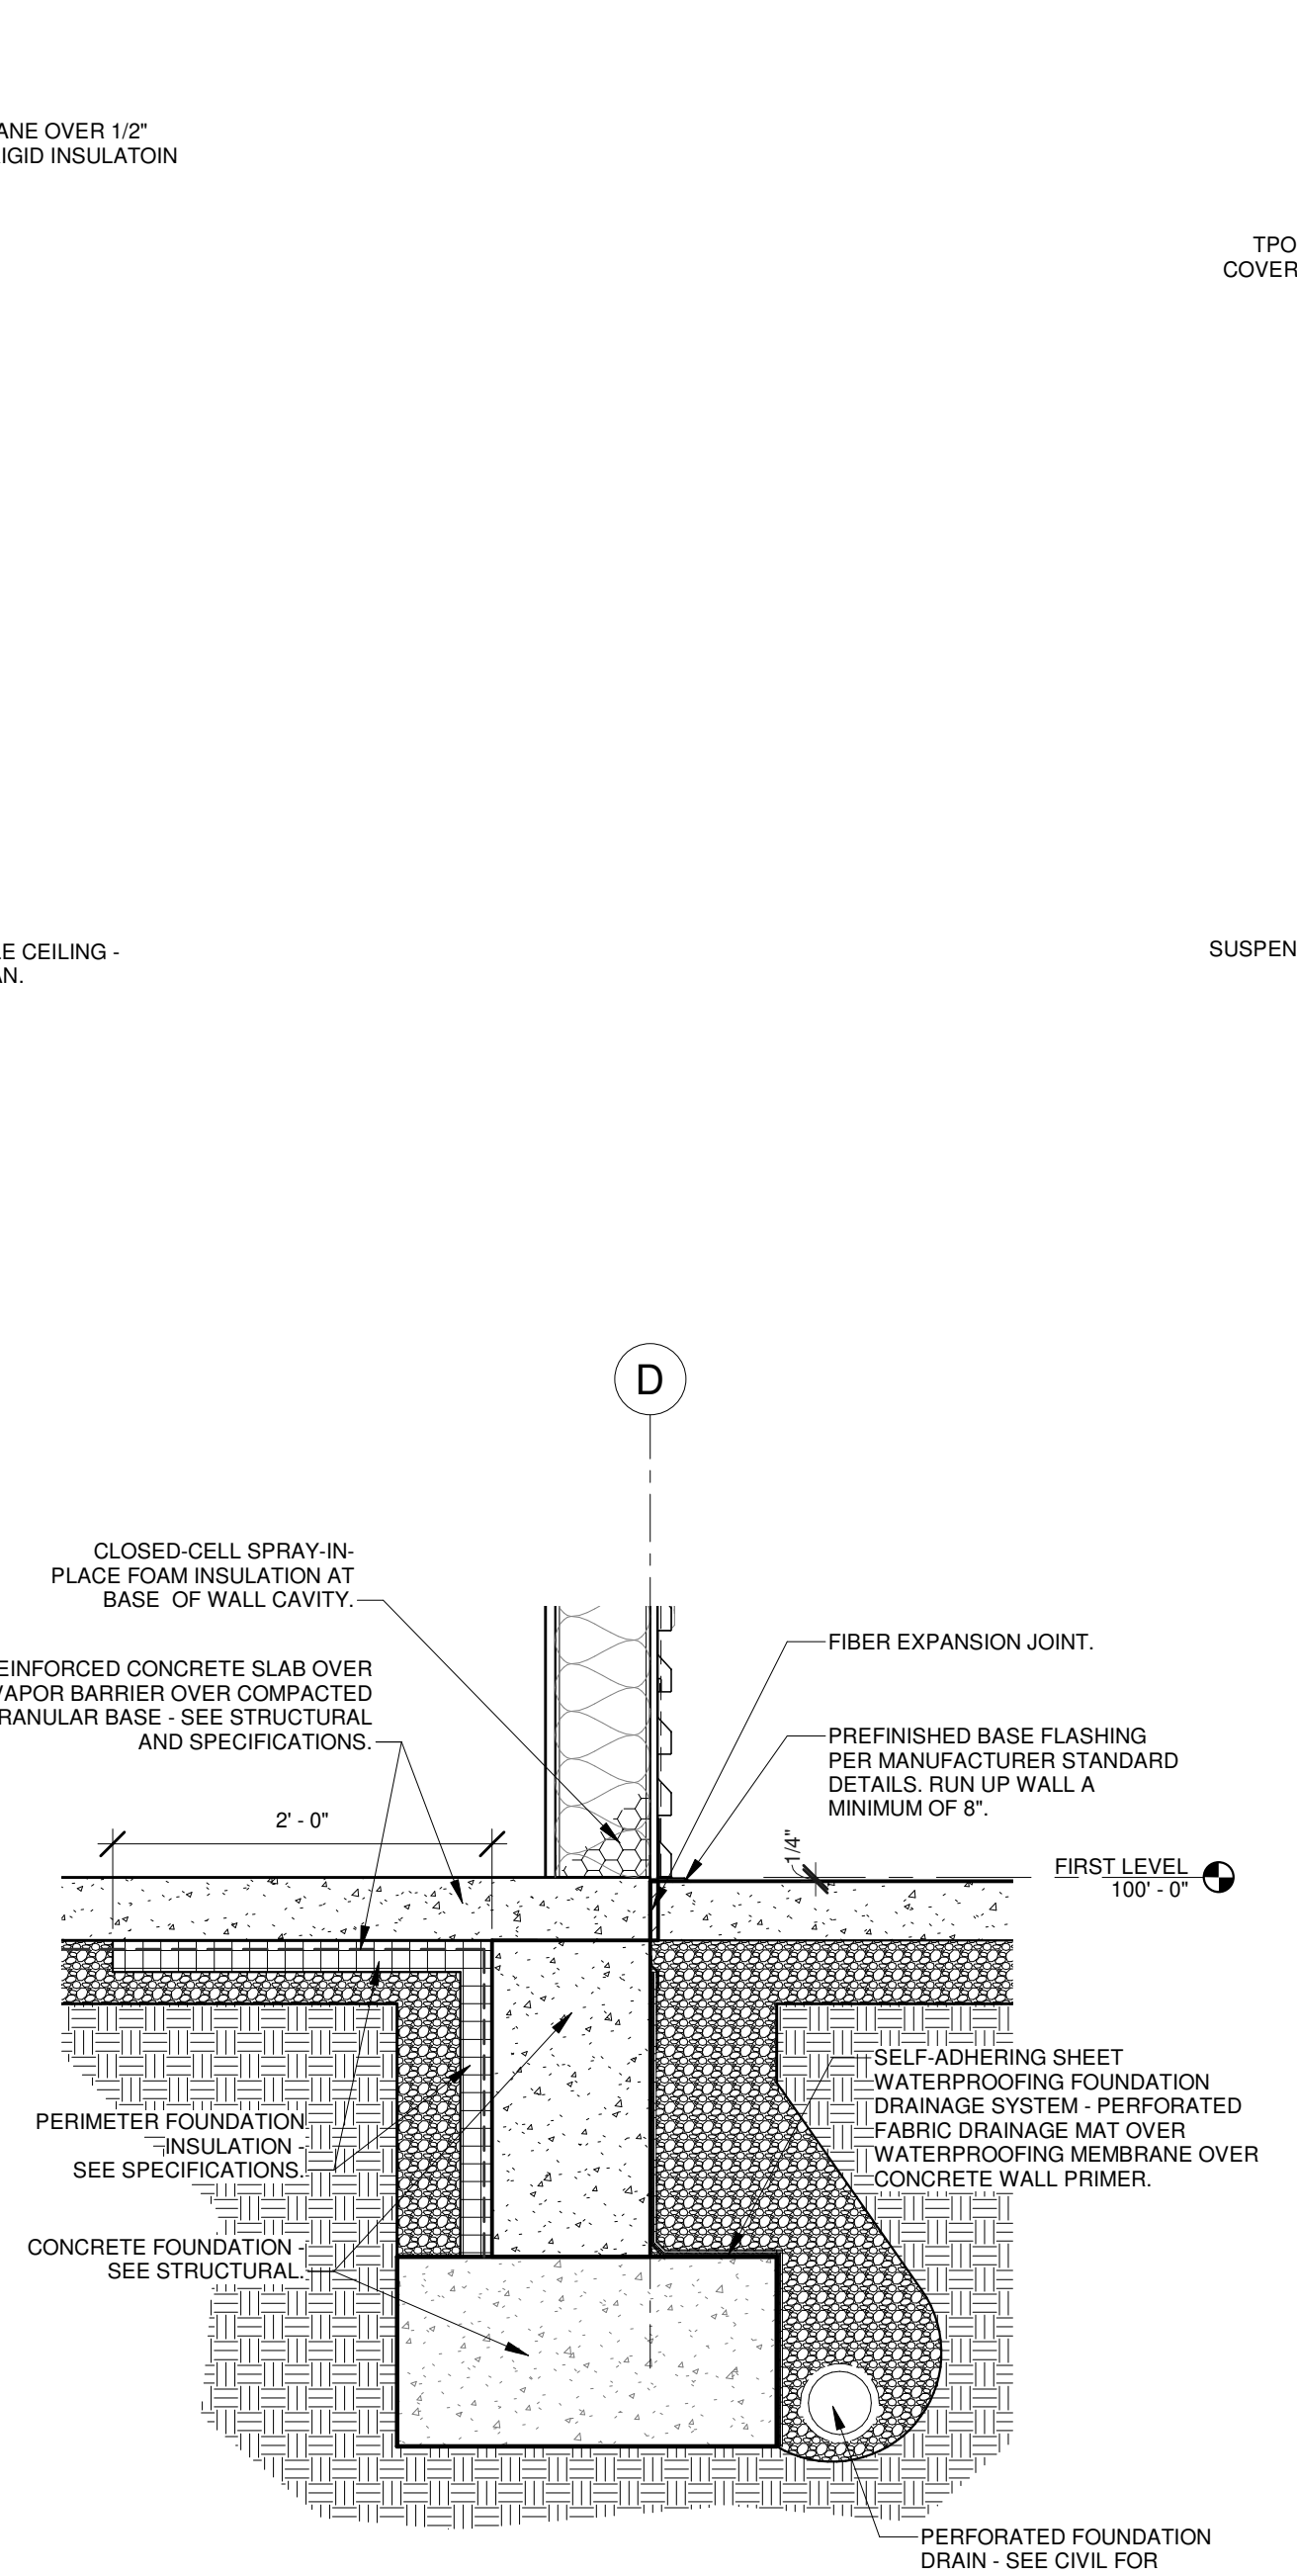 ANE OVER 1/2"
IGID INSULATOIN
TPO
COVER
E CEILING -
AN.
SUSPEN
D
CLOSED-CELL SPRAY-IN-
PLACE FOAM INSULATION AT
BASE OF WALL CAVITY.
EINFORCED CONCRETE SLAB OVER
VAPOR BARRIER OVER COMPACTED
RANULAR BASE - SEE STRUCTURAL
AND SPECIFICATIONS.
2' - 0"
FIBER EXPANSION JOINT.
PREFINISHED BASE FLASHING
PER MANUFACTURER STANDARD
DETAILS. RUN UP WALL A
MINIMUM OF 8".
1/4"
FIRST LEVEL
100' - 0"
SELF-ADHERING SHEET
WATERPROOFING FOUNDATION
DRAINAGE SYSTEM - PERFORATED
FABRIC DRAINAGE MAT OVER
WATERPROOFING MEMBRANE OVER
CONCRETE WALL PRIMER.
PERIMETER FOUNDATION
INSULATION -
SEE SPECIFICATIONS.
CONCRETE FOUNDATION -
SEE STRUCTURAL.
PERFORATED FOUNDATION
DRAIN - SEE CIVIL FOR